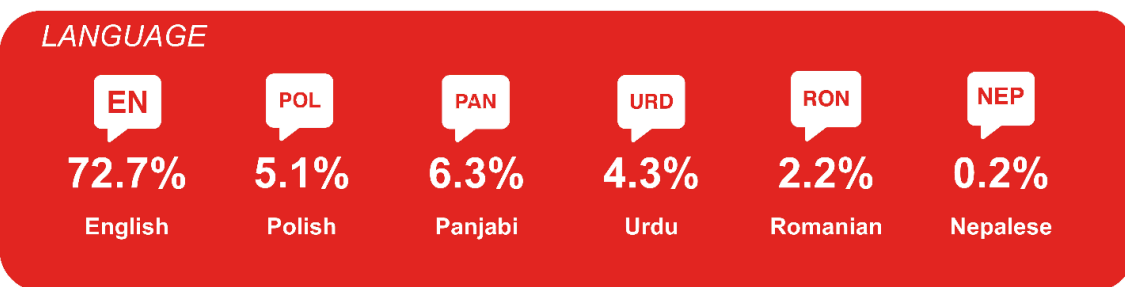 LANGUAGE
EN POL PAN URD RON NEP
72.7% 5.1% 6.3% 4.3% 2.2% 0.2%
English Polish Panjabi Urdu Romanian Nepalese